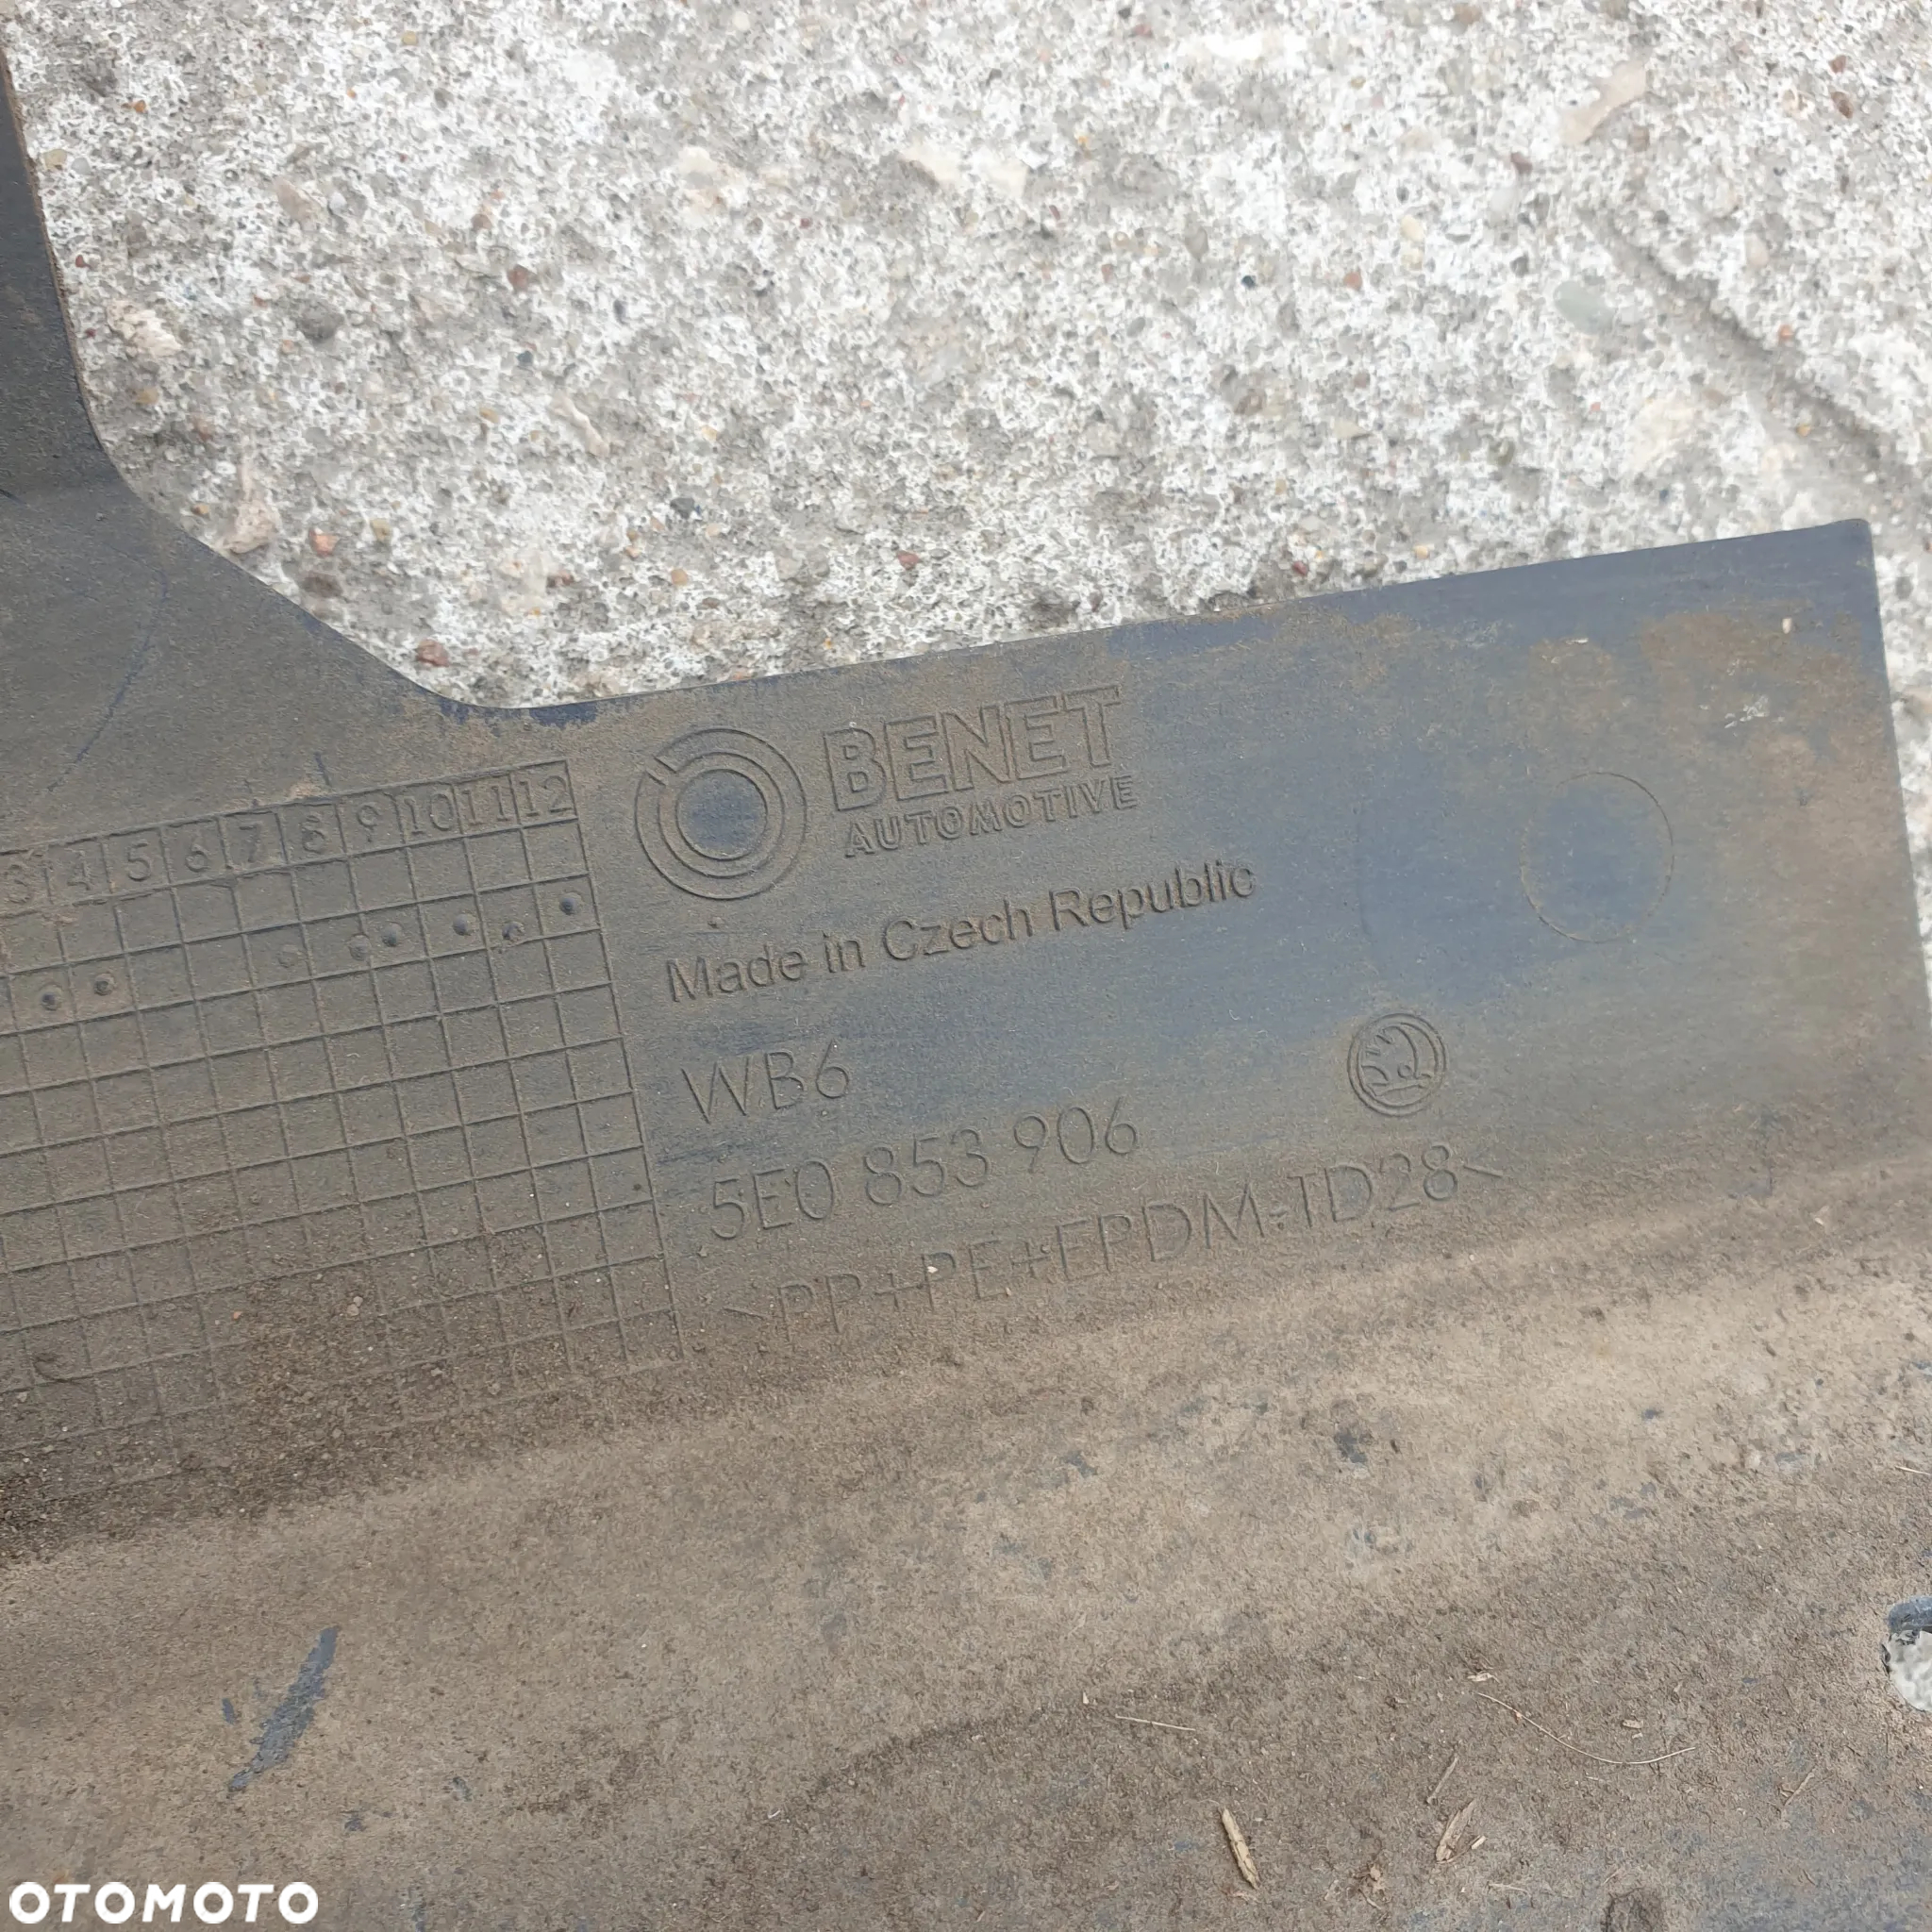 BENET
AUTOMOTIVE
Made in Czech Republic
3 4 5 6 7 8 9 10 11 12
WB6
5E0 853 906
>PP+PE+EPDM-TD28<
OTOMOTO